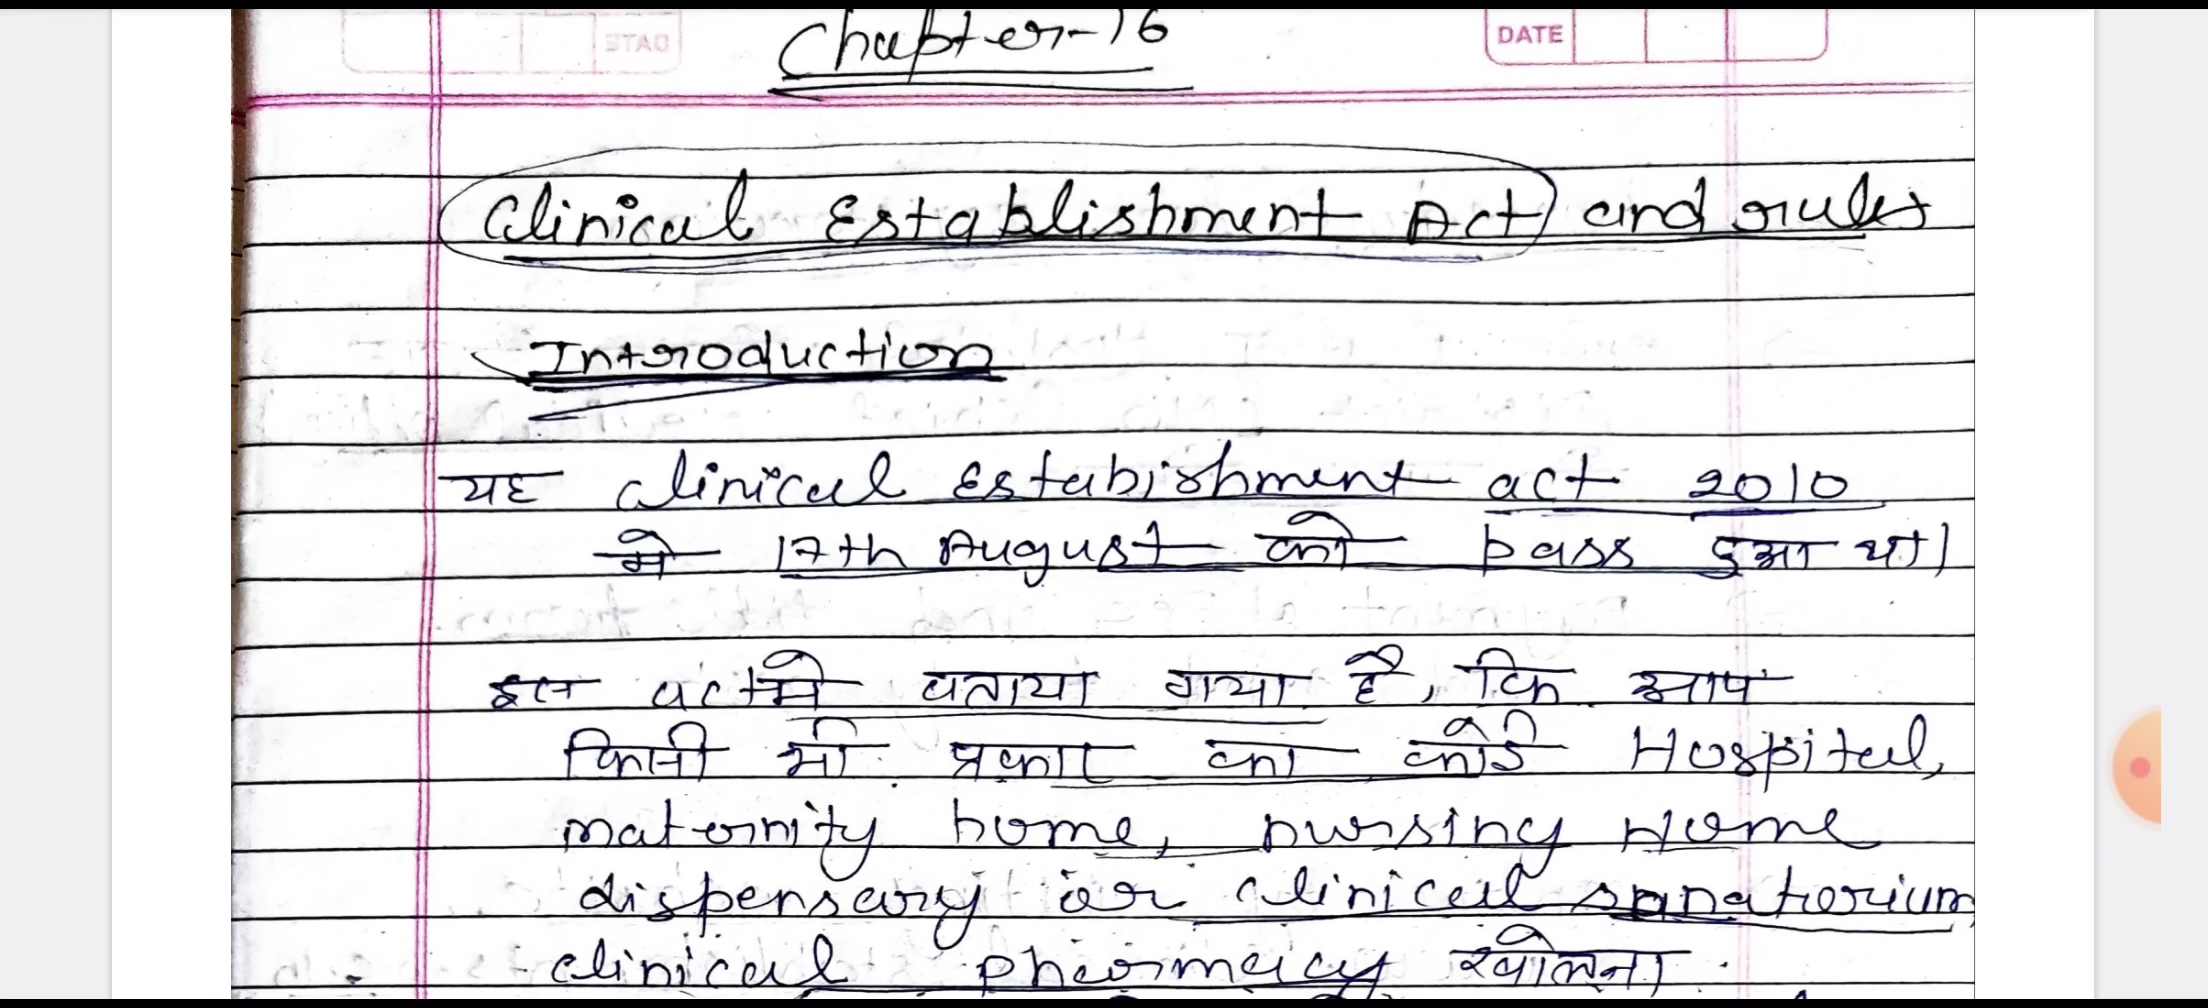 Chapter-16
DATE
Clinical Establishment Act and rules
Introduction
यह clinical Estabishment act 2010
मे 17th August को pass हुआ था।
इस act मे बताया गया है, कि आप
किसी भी प्रकार का कोई Hospital,
maternity home, nursing Home
dispensary or clinical sanatorium,
clinical pharmacy खोलना